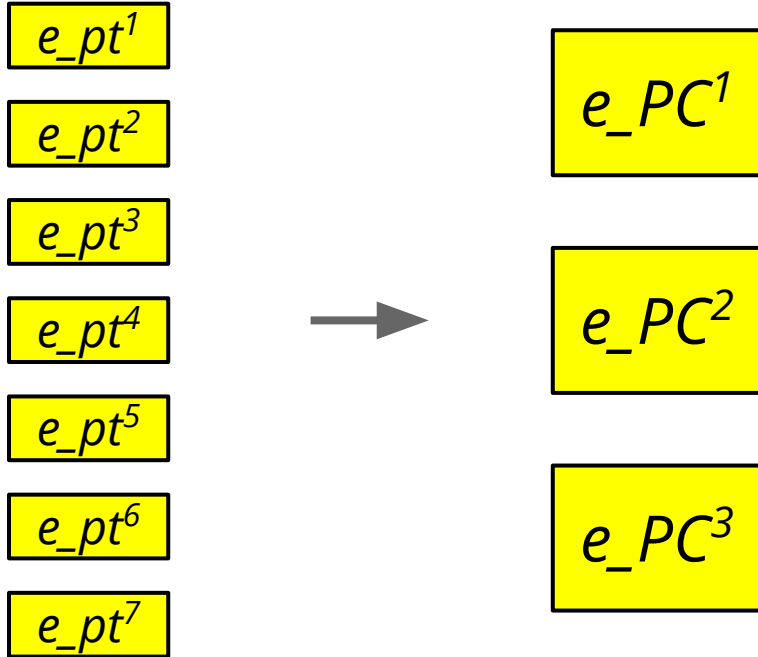 e_pt¹
e_pt²
e_pt³
e_pt⁴
e_pt⁵
e_pt⁶
e_pt⁷
e_PC¹
e_PC²
e_PC³